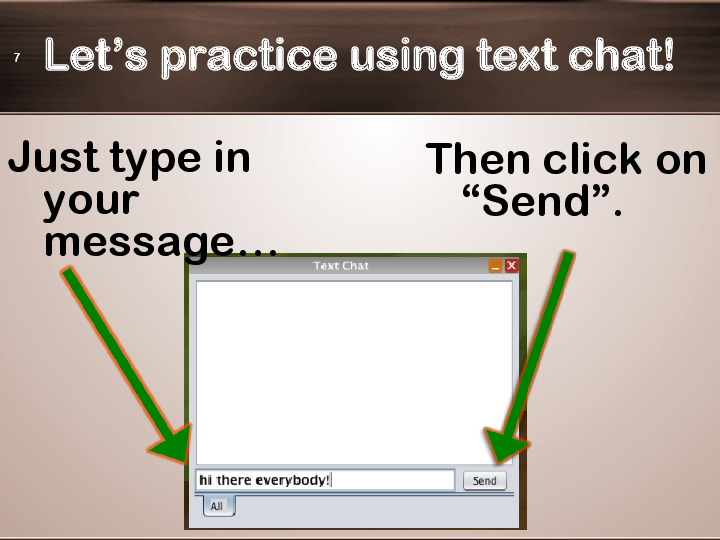 7
Let’s practice using text chat!
Just type in
your
message…
Then click on
“Send”.
Text Chat
hi there everybody!
Send
All